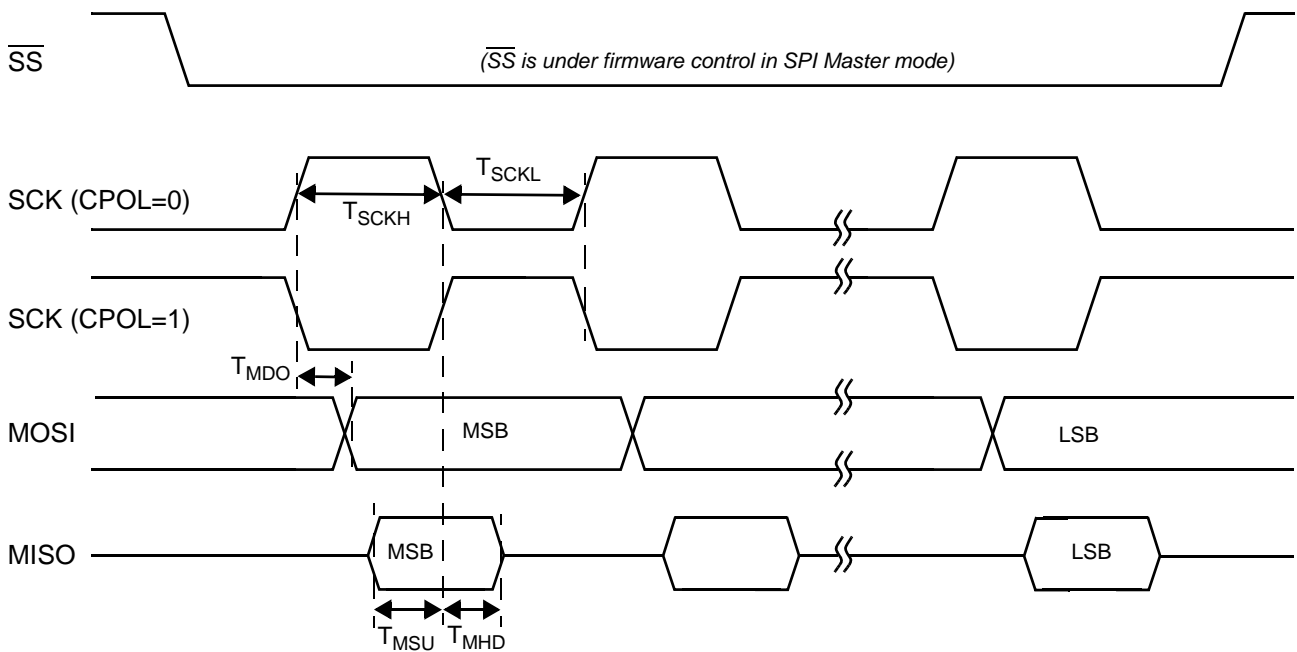 SS
(SS is under firmware control in SPI Master mode)
SCK (CPOL=0)
TSCKH
TSCKL
SCK (CPOL=1)
TMDO
MOSI
MSB
LSB
MISO
MSB
LSB
TMSU
TMHD